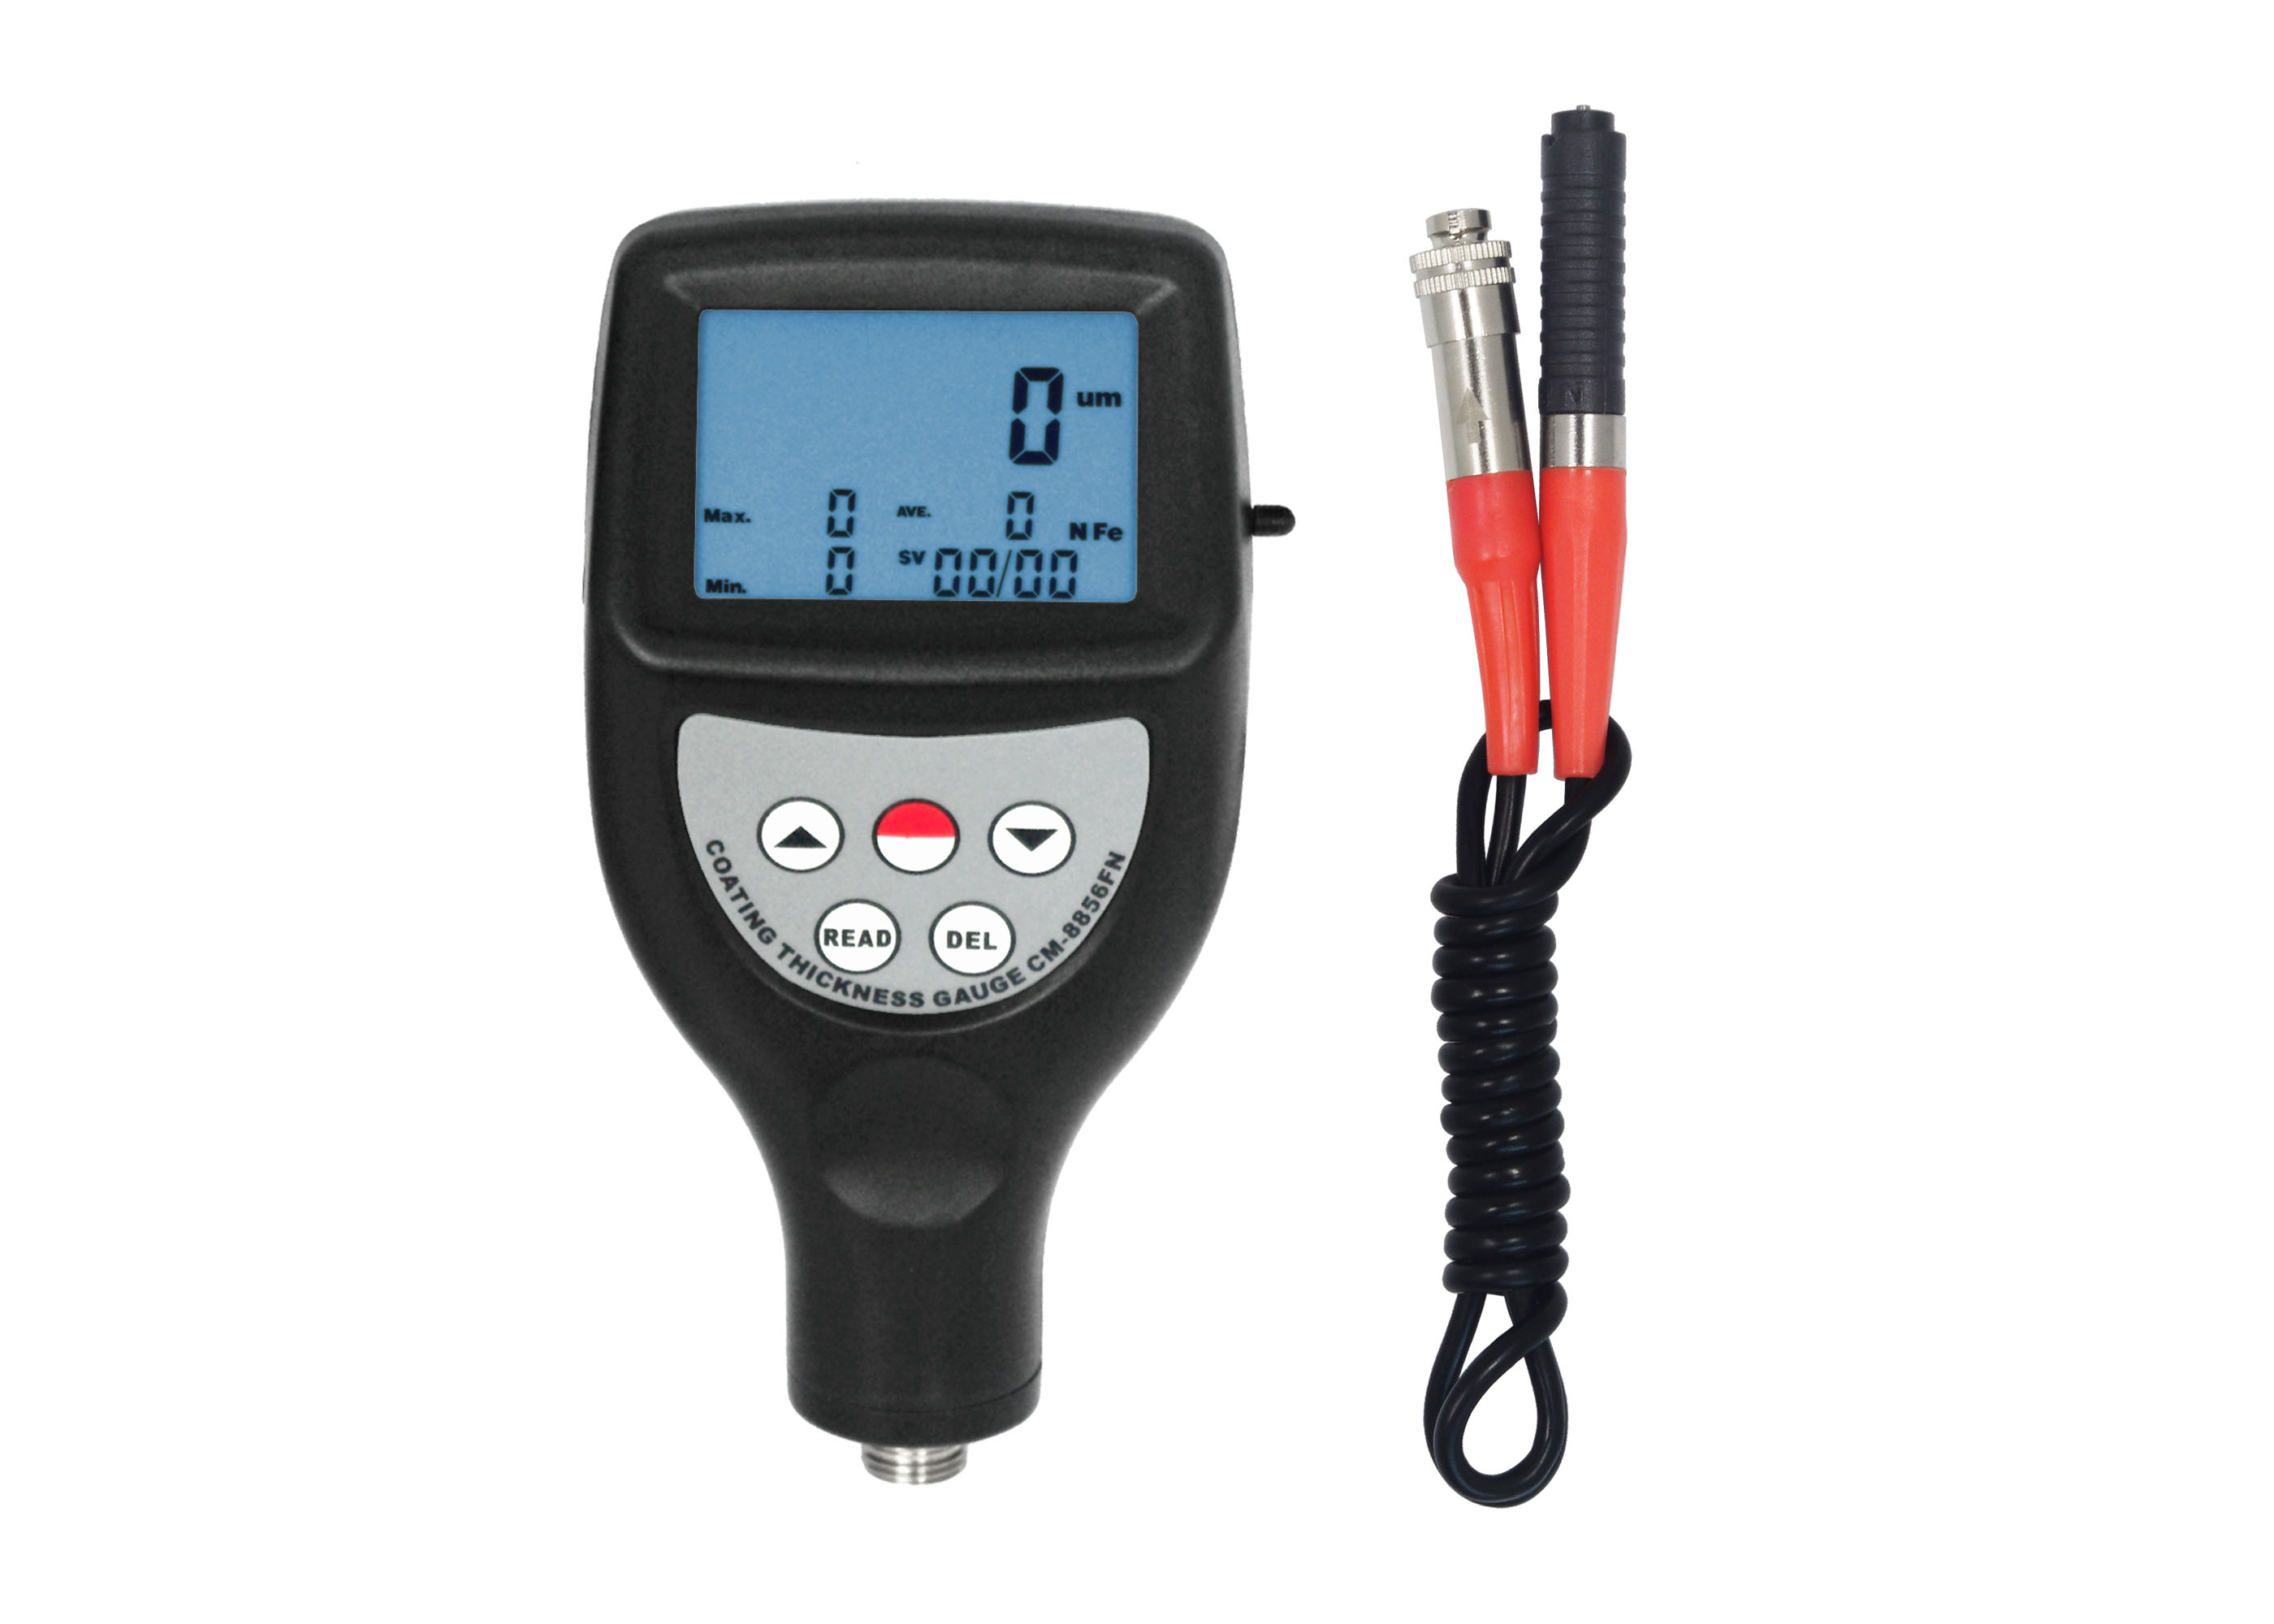 0 um
Max. 0 AVE. 0 N Fe
Min. 0 SV 00/00
READ DEL
COATING THICKNESS GAUGE CM-8856FN
N